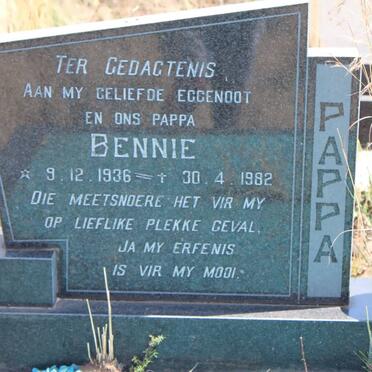 TER GEDAGTENIS
AAN MY GELIEFDE EGGENOOT
EN ONS PAPPA
BENNIE
☆ 9.12.1936 = ✝ 30.4.1982
DIE MEETSNOERE HET VIR MY
OP LIEFLIKE PLEKKE GEVAL,
JA MY ERFENIS
IS VIR MY MOOI.
PAPPA